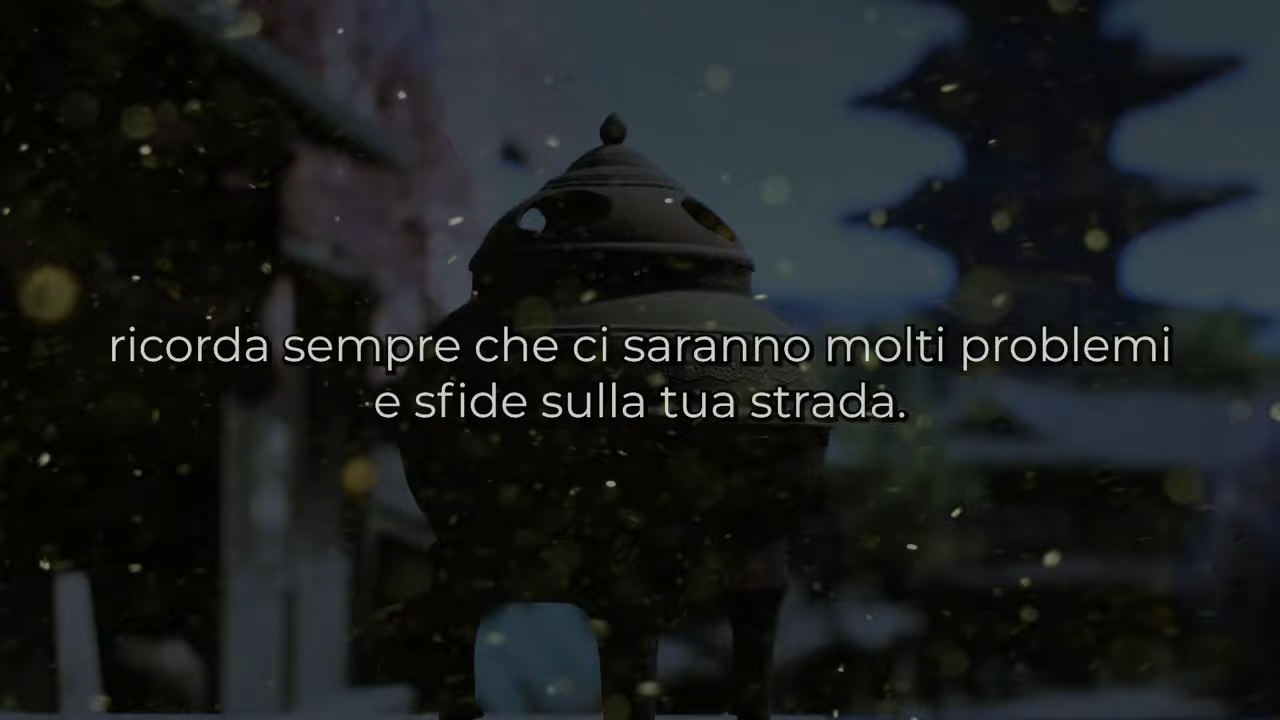 ricorda sempre che ci saranno molti problemi
e sfide sulla tua strada.